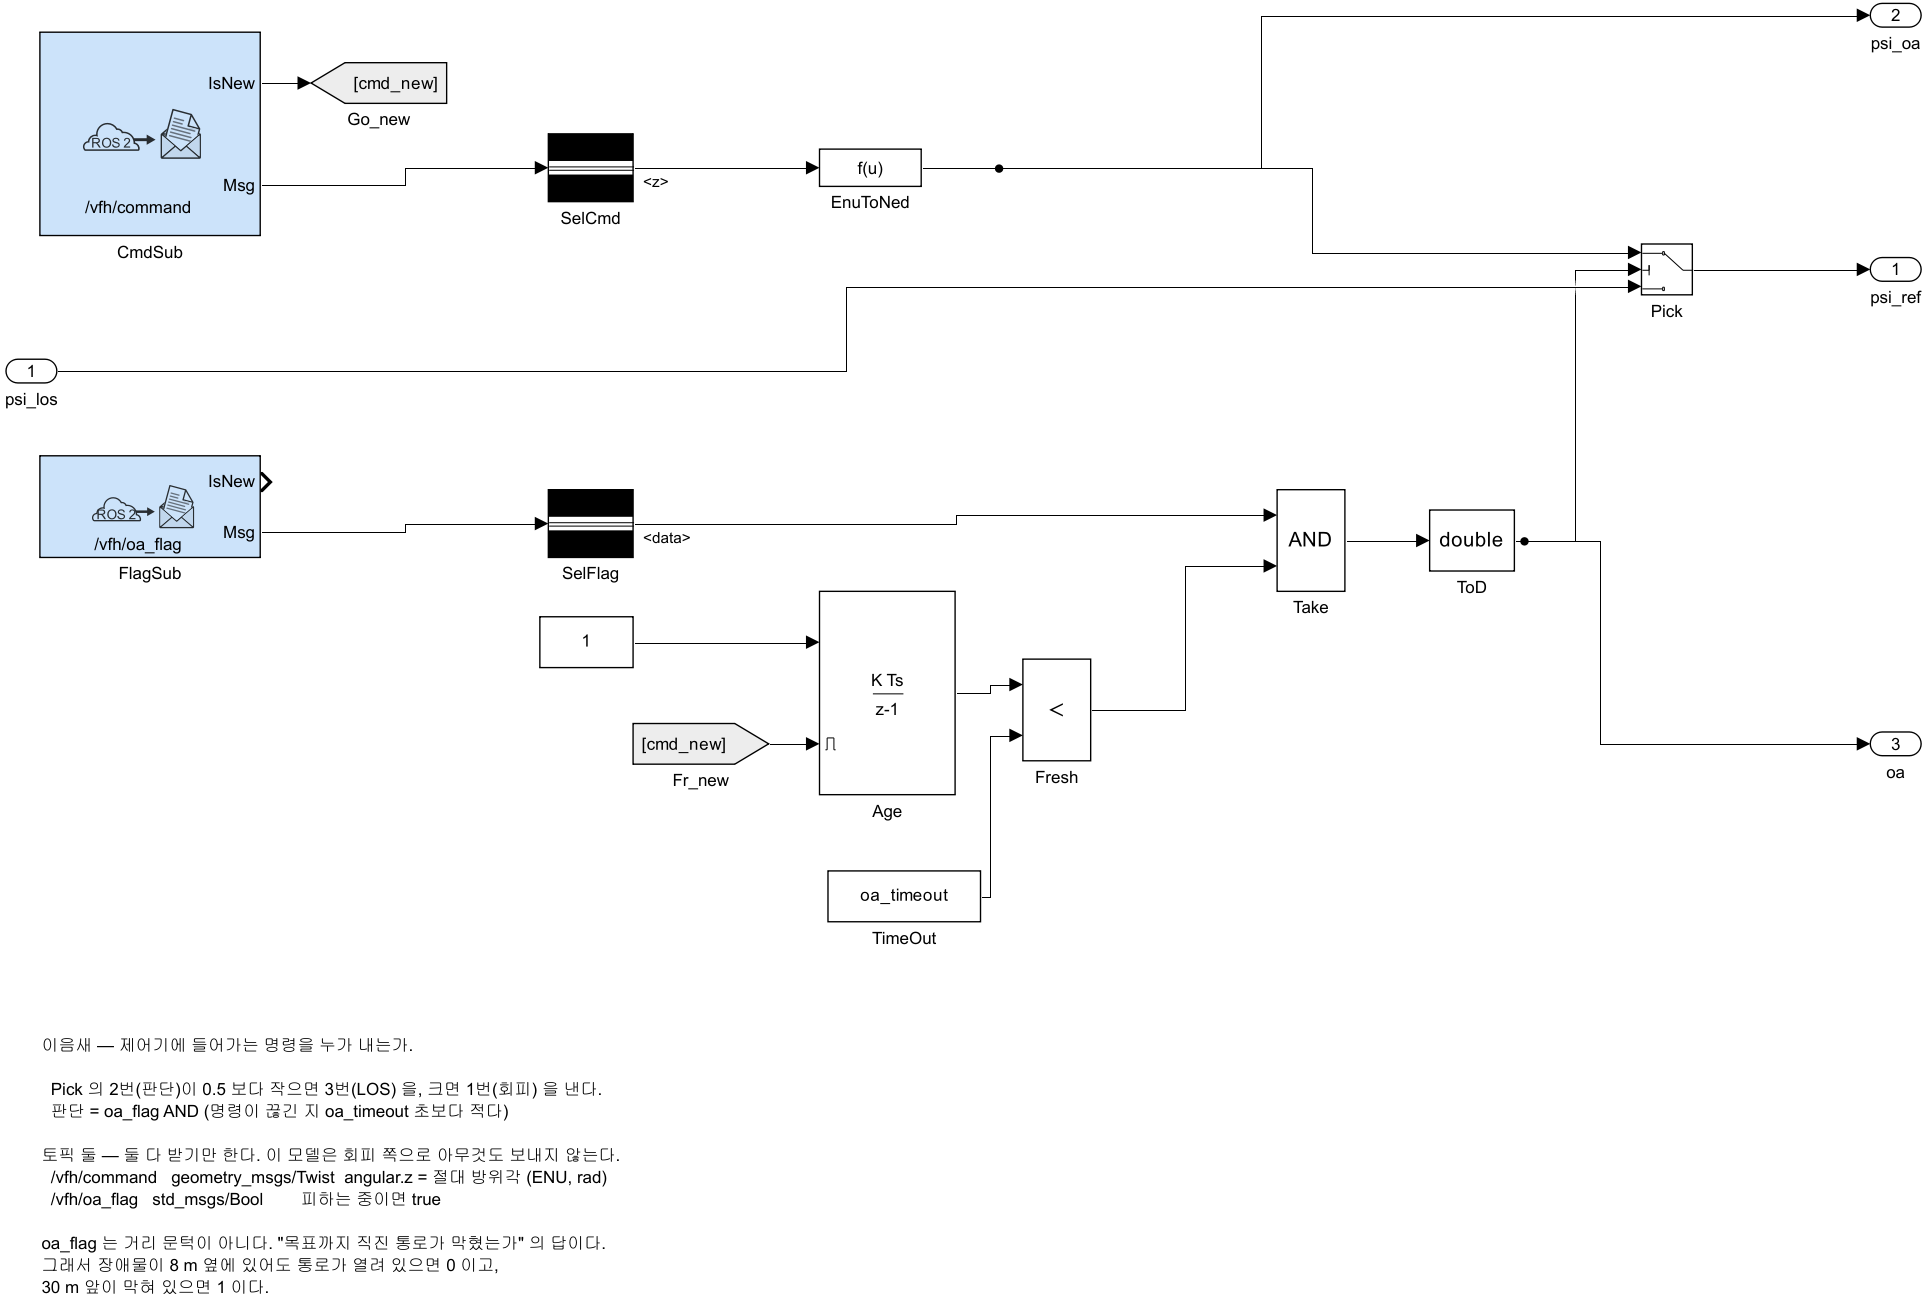 2
psi_oa
IsNew
[cmd_new]
Go_new
ROS 2
Msg
/vfh/command
CmdSub
<z>
SelCmd
f(u)
EnuToNed
Pick
1
psi_ref
1
psi_los
IsNew
ROS 2
Msg
/vfh/oa_flag
FlagSub
<data>
SelFlag
AND
Take
double
ToD
1
K Ts
z-1
Age
[cmd_new]
Fr_new
<
Fresh
3
oa
oa_timeout
TimeOut
이음새 — 제어기에 들어가는 명령을 누가 내는가.
Pick 의 2번(판단)이 0.5 보다 작으면 3번(LOS) 을, 크면 1번(회피) 을 낸다.
판단 = oa_flag AND (명령이 끊긴 지 oa_timeout 초보다 적다)
토픽 둘 — 둘 다 받기만 한다. 이 모델은 회피 쪽으로 아무것도 보내지 않는다.
/vfh/command geometry_msgs/Twist angular.z = 절대 방위각 (ENU, rad)
/vfh/oa_flag std_msgs/Bool 피하는 중이면 true
oa_flag 는 거리 문턱이 아니다. "목표까지 직진 통로가 막혔는가" 의 답이다.
그래서 장애물이 8 m 옆에 있어도 통로가 열려 있으면 0 이고,
30 m 앞이 막혀 있으면 1 이다.